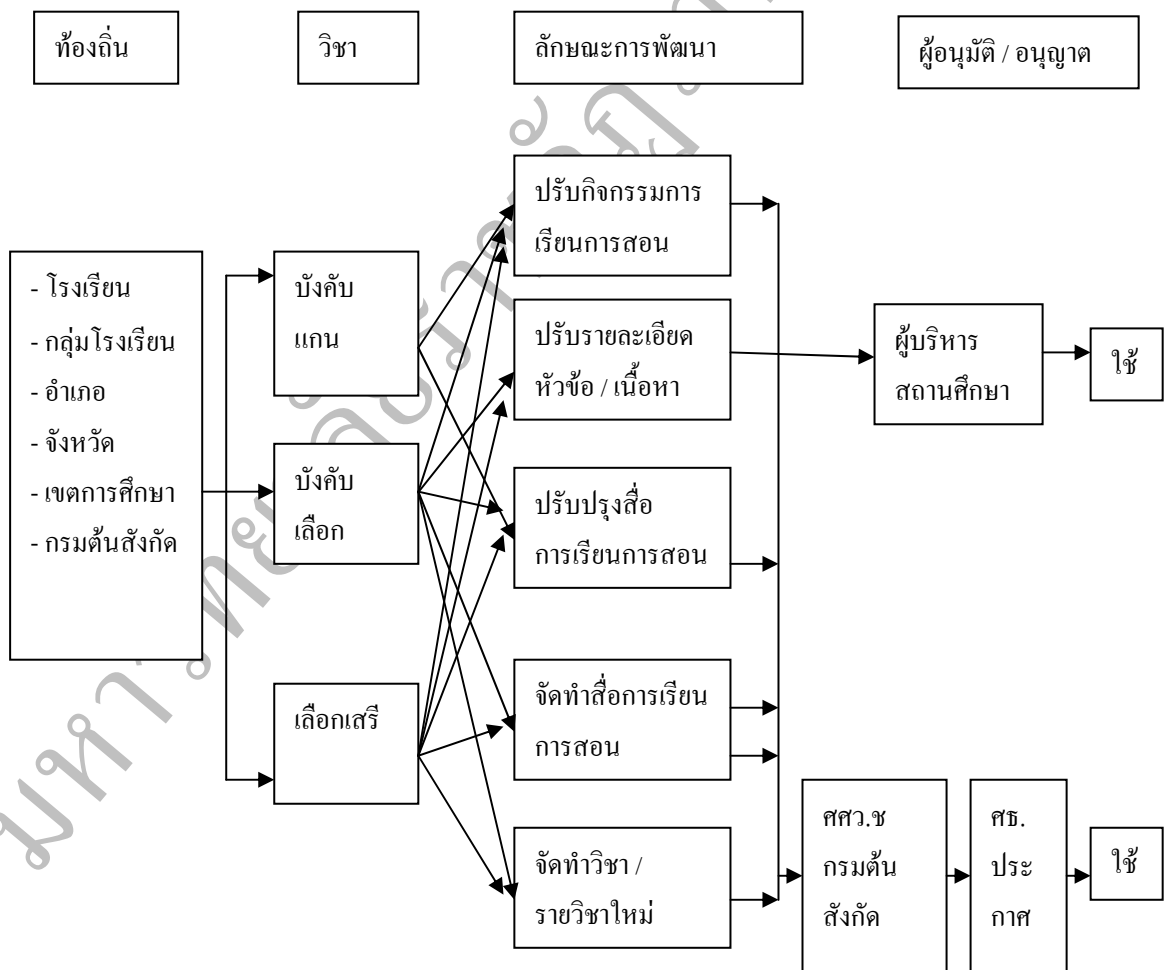 ท้องถิ่น
วิชา
ลักษณะการพัฒนา
ผู้อนุมัติ / อนุญาต
- โรงเรียน
- กลุ่มโรงเรียน
- อำเภอ
- จังหวัด
- เขตการศึกษา
- กรมต้นสังกัด
บังคับ
แกน
บังคับ
เลือก
เลือกเสรี
ปรับกิจกรรมการ
เรียนการสอน
ปรับรายละเอียด
หัวข้อ / เนื้อหา
ปรับปรุงสื่อ
การเรียนการสอน
จัดทำสื่อการเรียน
การสอน
จัดทำวิชา /
รายวิชาใหม่
ผู้บริหาร
สถานศึกษา
ใช้
ศศว.ช
กรมต้น
สังกัด
ศธ.
ประ
กาศ
ใช้